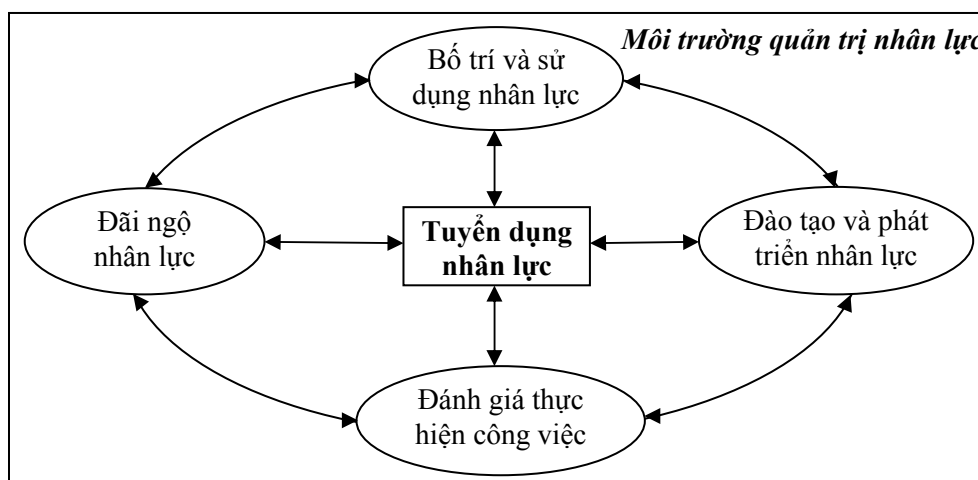 Môi trường quản trị nhân lực
Bố trí và sử
dụng nhân lực
Đãi ngộ
nhân lực
Tuyển dụng
nhân lực
Đào tạo và phát
triển nhân lực
Đánh giá thực
hiện công việc